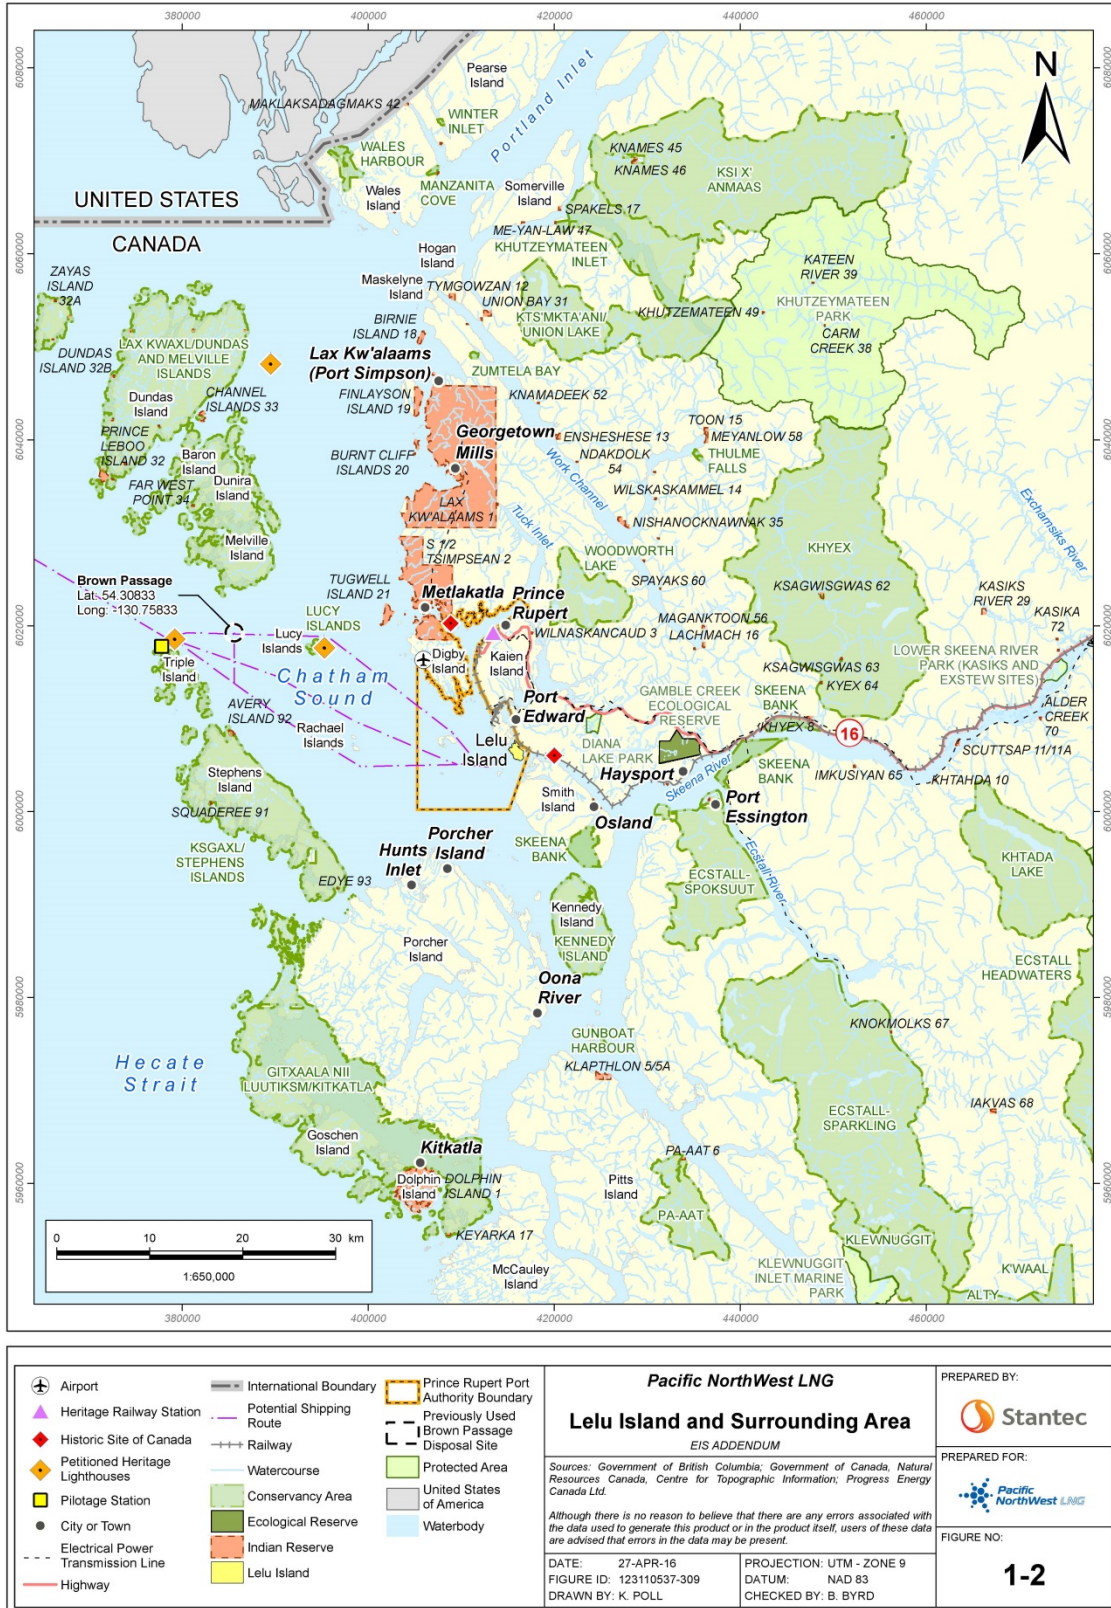 380000
400000
420000
440000
460000
6080000
6060000
6040000
6020000
6000000
5980000
5960000
6080000
6060000
6040000
6020000
6000000
5980000
5960000
N
Pearse
Island
Portland Inlet
MAKLAKSADAGMAKS 42
WINTER
INLET
WALES
HARBOUR
Wales
Island
MANZANITA
COVE
Somerville
Island
KNAMES 45
KNAMES 46
KSI X'
ANMAAS
SPAKELS 17
ME-YAN-LAW 47
KHUTZEYMATEEN
INLET
UNITED STATES
CANADA
Hogan
Island
Maskelyne
Island
TYMGOWZAN 12
UNION BAY 31
KTS'MKTA'ANI/
UNION LAKE
KHUTZEMATEEN 49
KATEEN
RIVER 39
KHUTZEYMATEEN
PARK
CARM
CREEK 38
ZAYAS
ISLAND
32A
LAX KWAXL/DUNDAS
AND MELVILLE
ISLANDS
DUNDAS
ISLAND 32B
Dundas
Island
CHANNEL
ISLANDS 33
PRINCE
LEBOO
ISLAND 32
Baron
Island
FAR WEST
POINT 34
Dunira
Island
Melville
Island
BIRNIE
ISLAND 18
Lax Kw'alaams
(Port Simpson)
ZUMTELA BAY
FINLAYSON
ISLAND 19
KNAMADEEK 52
Georgetown
Mills
ENSHESHESE 13
TOON 15
MEYANLOW 58
NDAKDOLK
54
THULME
FALLS
BURNT CLIFF
ISLANDS 20
Work Channel
WILSKASKAMMEL 14
LAX
KW'ALAAMS 1
Tuck Inlet
NISHANOCKNAWNAK 35
Exchamsiks River
KHYEX
S 1/2
TSIMPSEAN 2
WOODWORTH
LAKE
TUGWELL
ISLAND 21
Metlakatla
Prince
Rupert
SPAYAKS 60
KSAGWISGWAS 62
KASIKS
RIVER 29
KASIKA
72
Brown Passage
Lat: 54.30833
Long: -130.75833
LUCY
ISLANDS
Lucy
Islands
WILNASKANCAUD 3
MAGANKTOON 56
LACHMACH 16
Triple
Island
Chatham
Sound
Digby
Island
Kaien
Island
KSAGWISGWAS 63
KYEX 64
LOWER SKEENA RIVER
PARK (KASIKS AND
EXSTEW SITES)
AVERY
ISLAND 92
Rachael
Islands
Port
Edward
GAMBLE CREEK
ECOLOGICAL
RESERVE
SKEENA
BANK
KHYEX 8
16
ALDER
CREEK
70
Lelu
Island
DIANA
LAKE PARK
Haysport
SKEENA
BANK
SCUTTSAP 11/11A
IMKUSIYAN 65
KHTAHDA 10
Stephens
Island
Smith
Island
Skeena River
Port
Essington
SQUADEREE 91
Osland
KSGAXL/
STEPHENS
ISLANDS
Porcher
Island
Hunts
Inlet
SKEENA
BANK
Ecstall River
KHTADA
LAKE
EDYE 93
ECSTALL-
SPOKSUUT
Kennedy
Island
KENNEDY
ISLAND
Porcher
Island
ECSTALL
HEADWATERS
Oona
River
KNOKMOLKS 67
Hecate
Strait
GUNBOAT
HARBOUR
KLAPTHLON 5/5A
GITXAALA NII
LUUTIKSM/KITKATLA
ECSTALL-
SPARKLING
IAKVAS 68
Goschen
Island
Kitkatla
PA-AAT 6
Dolphin
Island
DOLPHIN
ISLAND 1
Pitts
Island
PA-AAT
KEYARKA 17
KLEWNUGGIT
McCauley
Island
KLEWNUGGIT
INLET MARINE
PARK
K'WAAL
ALTY
0 10 20 30 km
1:650,000
380000
400000
420000
440000
460000
Airport
Heritage Railway Station
Historic Site of Canada
Petitioned Heritage
Lighthouses
Pilotage Station
City or Town
Electrical Power
Transmission Line
Highway
International Boundary
Potential Shipping
Route
Railway
Watercourse
Conservancy Area
Ecological Reserve
Indian Reserve
Lelu Island
Prince Rupert Port
Authority Boundary
Previously Used
Brown Passage
Disposal Site
Protected Area
United States
of America
Waterbody
Pacific NorthWest LNG
Lelu Island and Surrounding Area
EIS ADDENDUM
Sources: Government of British Columbia; Government of Canada, Natural
Resources Canada, Centre for Topographic Information; Progress Energy
Canada Ltd.
Although there is no reason to believe that there are any errors associated with
the data used to generate this product or in the product itself, users of these data
are advised that errors in the data may be present.
DATE: 27-APR-16
FIGURE ID: 123110537-309
DRAWN BY: K. POLL
PROJECTION: UTM - ZONE 9
DATUM: NAD 83
CHECKED BY: B. BYRD
PREPARED BY:
Stantec
PREPARED FOR:
Pacific
NorthWest LNG
FIGURE NO:
1-2